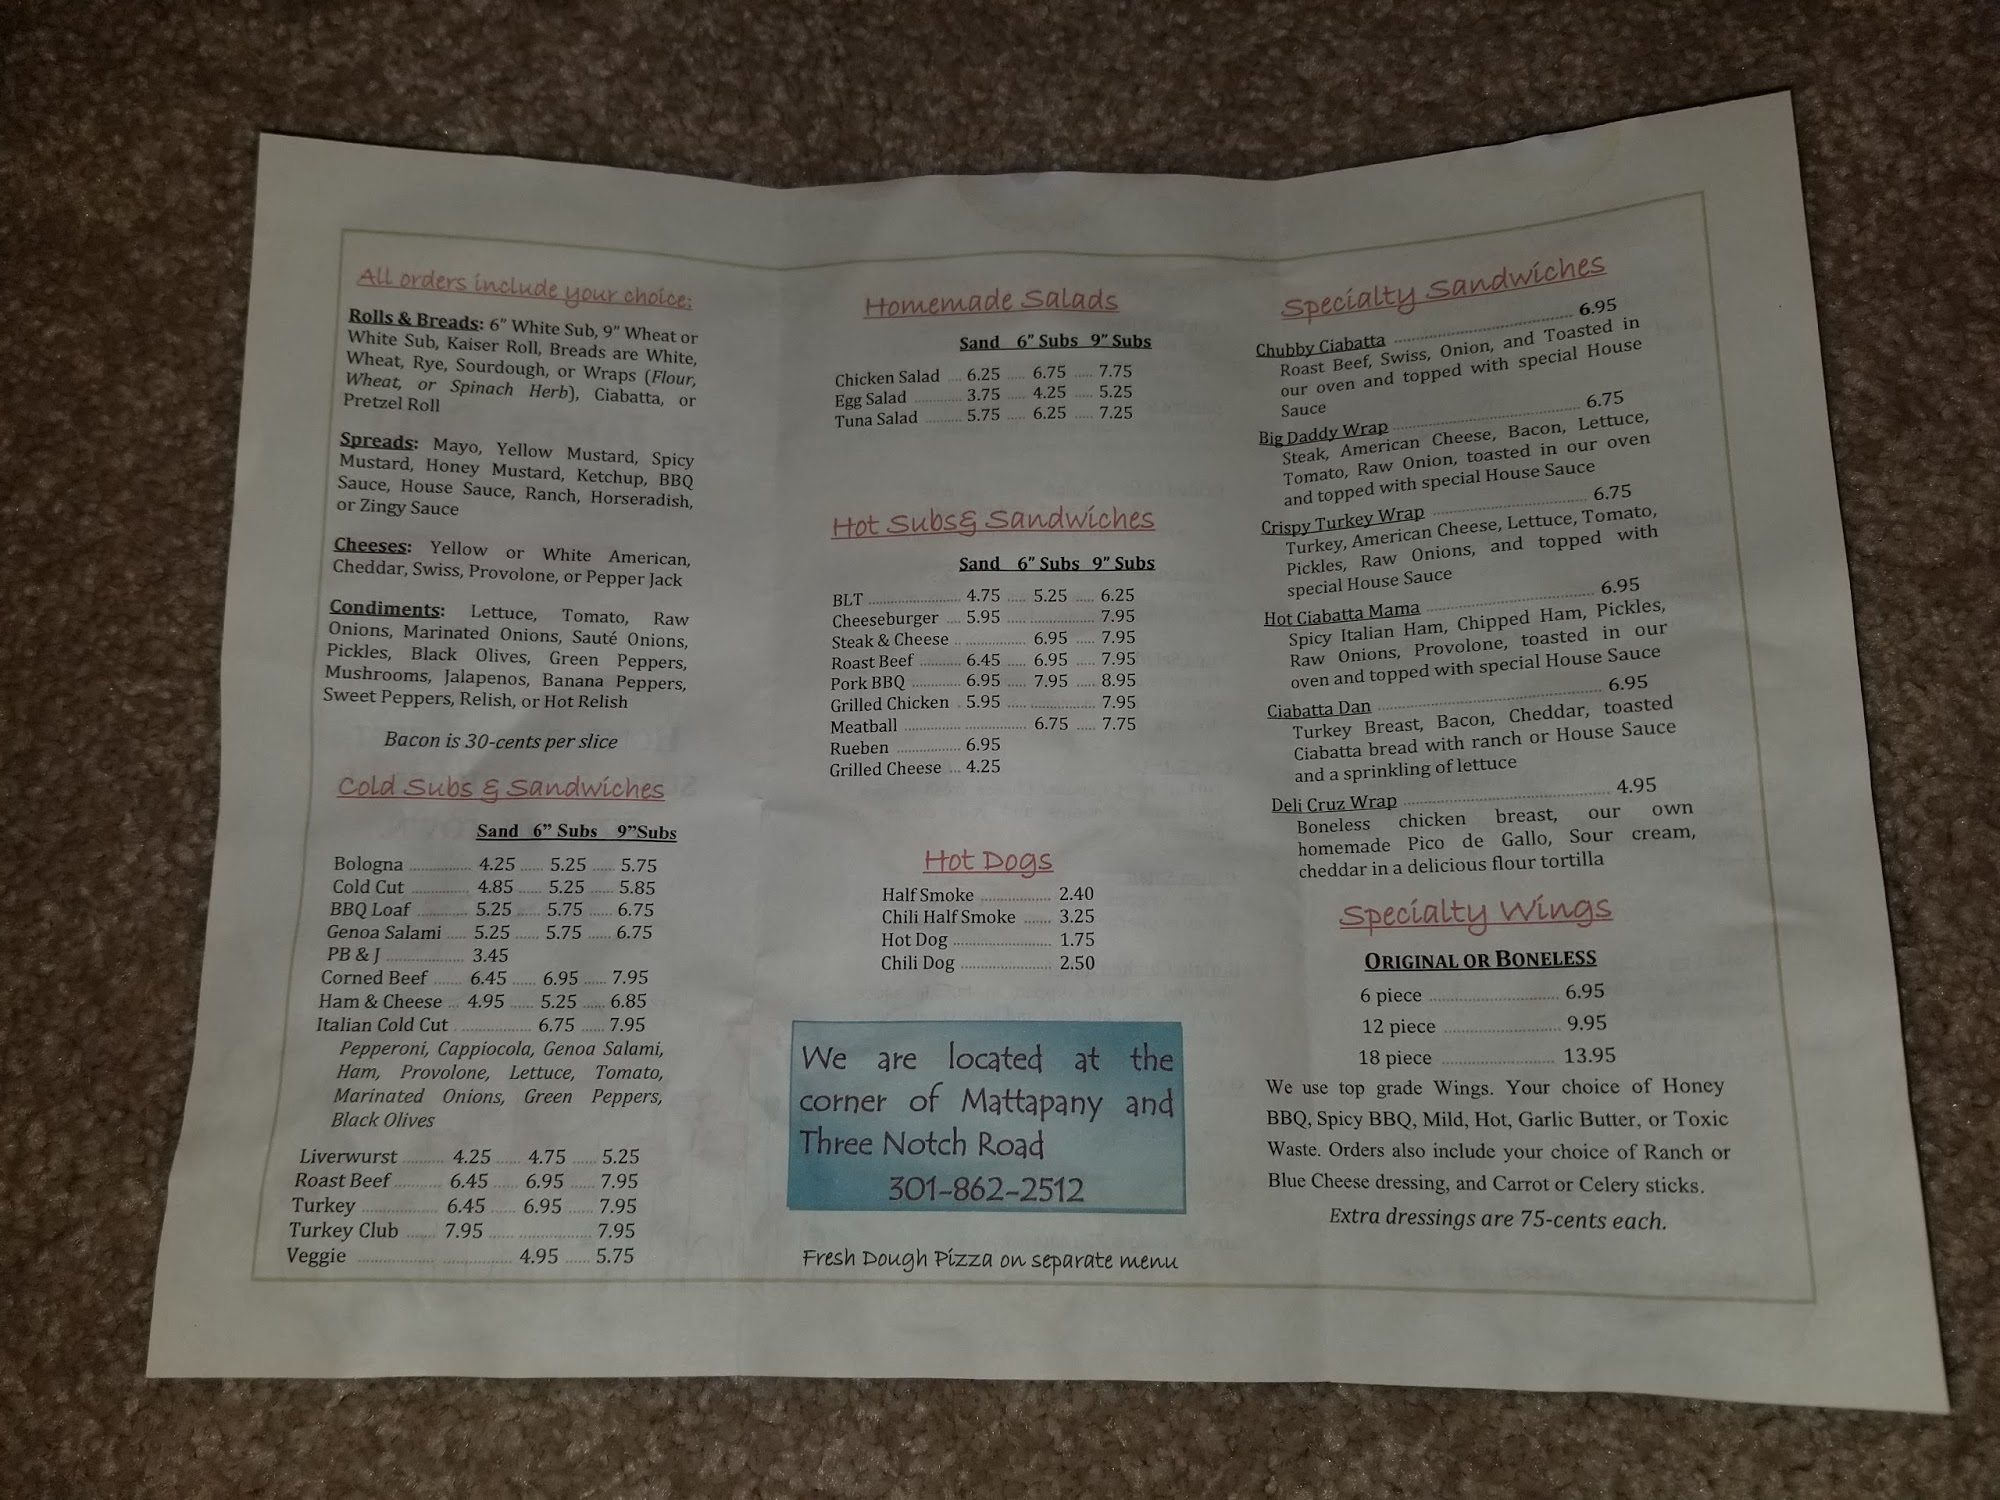 All orders include your choice:
Rolls & Breads: 6” White Sub, 9” Wheat or
White Sub, Kaiser Roll, Breads are White,
Wheat, Rye, Sourdough, or Wraps (Flour,
Wheat, or Spinach Herb), Ciabatta, or
Pretzel Roll
Spreads: Mayo, Yellow Mustard, Spicy
Mustard, Honey Mustard, Ketchup, BBQ
Sauce, House Sauce, Ranch, Horseradish,
or Zingy Sauce
Cheeses: Yellow or White American,
Cheddar, Swiss, Provolone, or Pepper Jack
Condiments: Lettuce, Tomato, Raw
Onions, Marinated Onions, Sauté Onions,
Pickles, Black Olives, Green Peppers,
Mushrooms, Jalapenos, Banana Peppers,
Sweet Peppers, Relish, or Hot Relish
Bacon is 30-cents per slice
Cold Subs & Sandwiches
Sand 6” Subs 9”Subs
Bologna ............... 4.25 ..... 5.25 ..... 5.75
Cold Cut .............. 4.85 ..... 5.25 ..... 5.85
BBQ Loaf ............ 5.25 ..... 5.75 ..... 6.75
Genoa Salami ..... 5.25 ..... 5.75 ..... 6.75
PB & J ................... 3.45
Corned Beef ....... 6.45 ..... 6.95 ..... 7.95
Ham & Cheese ... 4.95 ..... 5.25 ..... 6.85
Italian Cold Cut .................. 6.75 ..... 7.95
Pepperoni, Cappiocola, Genoa Salami,
Ham, Provolone, Lettuce, Tomato,
Marinated Onions, Green Peppers,
Black Olives
Liverwurst .......... 4.25 ..... 4.75 ..... 5.25
Roast Beef ............ 6.45 ..... 6.95 ..... 7.95
Turkey ................... 6.45 ..... 6.95 ..... 7.95
Turkey Club ....... 7.95 ......................... 7.95
Veggie ..................................... 4.95 ..... 5.75
Homemade Salads
Sand 6” Subs 9” Subs
Chicken Salad ... 6.25 ..... 6.75 ..... 7.75
Egg Salad ............ 3.75 ..... 4.25 ..... 5.25
Tuna Salad ......... 5.75 ..... 6.25 ..... 7.25
Hot Subs& Sandwiches
Sand 6” Subs 9” Subs
BLT ....................... 4.75 ..... 5.25 ..... 6.25
Cheeseburger .... 5.95 ......................... 7.95
Steak & Cheese .................. 6.95 ..... 7.95
Roast Beef .......... 6.45 ..... 6.95 ..... 7.95
Pork BBQ ............ 6.95 ..... 7.95 ..... 8.95
Grilled Chicken . 5.95 ......................... 7.95
Meatball .............................. 6.75 ..... 7.75
Rueben ................ 6.95
Grilled Cheese ... 4.25
Hot Dogs
Half Smoke .................. 2.40
Chili Half Smoke ....... 3.25
Hot Dog ........................ 1.75
Chili Dog ....................... 2.50
We are located at the
corner of Mattapany and
Three Notch Road
301-862-2512
Fresh Dough Pizza on separate menu
Specialty Sandwiches
Chubby Ciabatta ........................................ 6.95
Roast Beef, Swiss, Onion, and Toasted in
our oven and topped with special House
Sauce
Big Daddy Wrap ........................................ 6.75
Steak, American Cheese, Bacon, Lettuce,
Tomato, Raw Onion, toasted in our oven
and topped with special House Sauce
Crispy Turkey Wrap ................................ 6.75
Turkey, American Cheese, Lettuce, Tomato,
Pickles, Raw Onions, and topped with
special House Sauce
Hot Ciabatta Mama .................................. 6.95
Spicy Italian Ham, Chipped Ham, Pickles,
Raw Onions, Provolone, toasted in our
oven and topped with special House Sauce
Ciabatta Dan .............................................. 6.95
Turkey Breast, Bacon, Cheddar, toasted
Ciabatta bread with ranch or House Sauce
and a sprinkling of lettuce
Deli Cruz Wrap .......................................... 4.95
Boneless chicken breast, our own
homemade Pico de Gallo, Sour cream,
cheddar in a delicious flour tortilla
Specialty Wings
ORIGINAL OR BONELESS
6 piece ................................ 6.95
12 piece ............................. 9.95
18 piece ............................ 13.95
We use top grade Wings. Your choice of Honey
BBQ, Spicy BBQ, Mild, Hot, Garlic Butter, or Toxic
Waste. Orders also include your choice of Ranch or
Blue Cheese dressing, and Carrot or Celery sticks.
Extra dressings are 75-cents each.